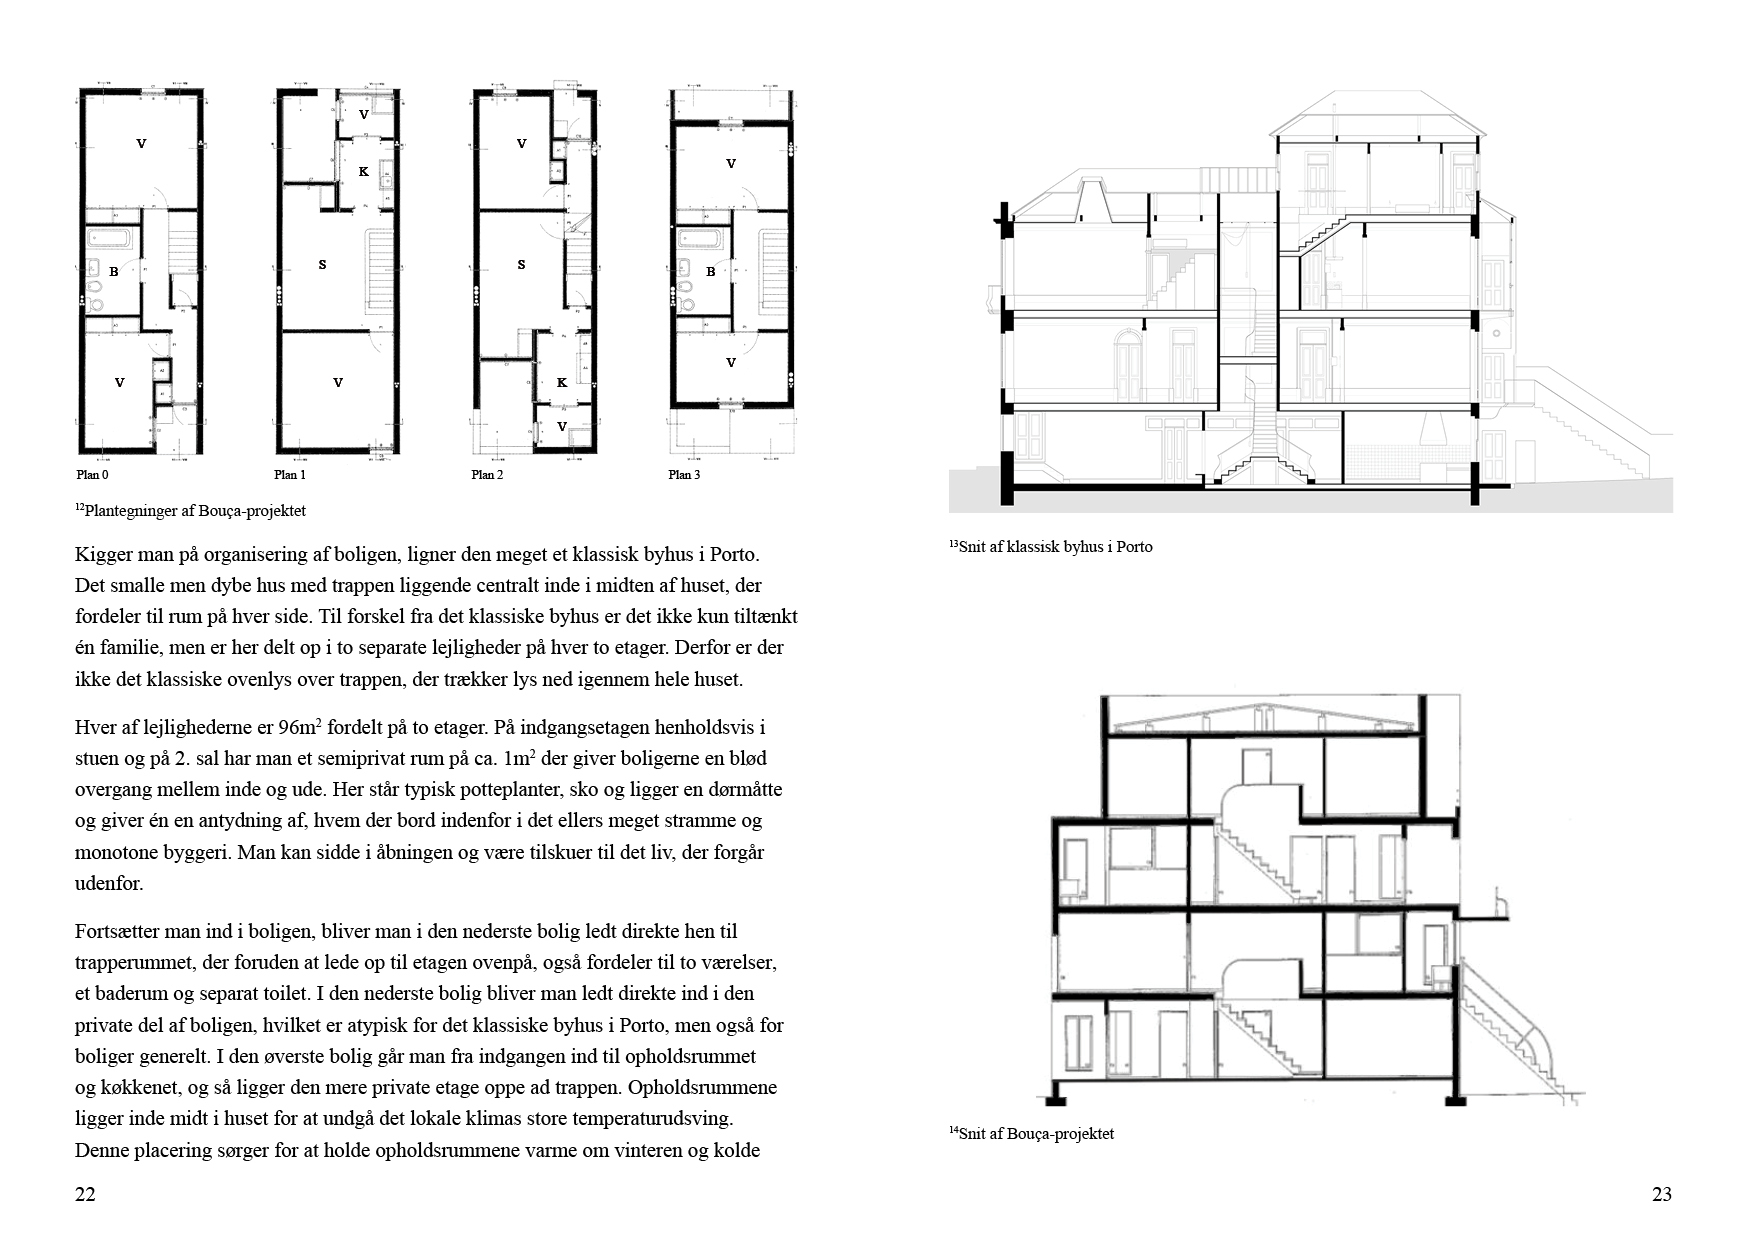 V
B
V
Plan 0
V
K
S
V
Plan 1
V
S
K
V
Plan 2
V
B
V
Plan 3
12Plantegninger af Bouça-projektet
Kigger man på organisering af boligen, ligner den meget et klassisk byhus i Porto.
Det smalle men dybe hus med trappen liggende centralt inde i midten af huset, der
fordeler til rum på hver side. Til forskel fra det klassiske byhus er det ikke kun tiltænkt
én familie, men er her delt op i to separate lejligheder på hver to etager. Derfor er der
ikke det klassiske ovenlys over trappen, der trækker lys ned igennem hele huset.
Hver af lejlighederne er 96m2 fordelt på to etager. På indgangsetagen henholdsvis i
stuen og på 2. sal har man et semiprivat rum på ca. 1m2 der giver boligerne en blød
overgang mellem inde og ude. Her står typisk potteplanter, sko og ligger en dørmåtte
og giver én en antydning af, hvem der bord indenfor i det ellers meget stramme og
monotone byggeri. Man kan sidde i åbningen og være tilskuer til det liv, der forgår
udenfor.
Fortsætter man ind i boligen, bliver man i den nederste bolig ledt direkte hen til
trapperummet, der foruden at lede op til etagen ovenpå, også fordeler til to værelser,
et baderum og separat toilet. I den nederste bolig bliver man ledt direkte ind i den
private del af boligen, hvilket er atypisk for det klassiske byhus i Porto, men også for
boliger generelt. I den øverste bolig går man fra indgangen ind til opholdsrummet
og køkkenet, og så ligger den mere private etage oppe ad trappen. Opholdsrummene
ligger inde midt i huset for at undgå det lokale klimas store temperaturudsving.
Denne placering sørger for at holde opholdsrummene varme om vinteren og kolde
22
13Snit af klassisk byhus i Porto
14Snit af Bouça-projektet
23